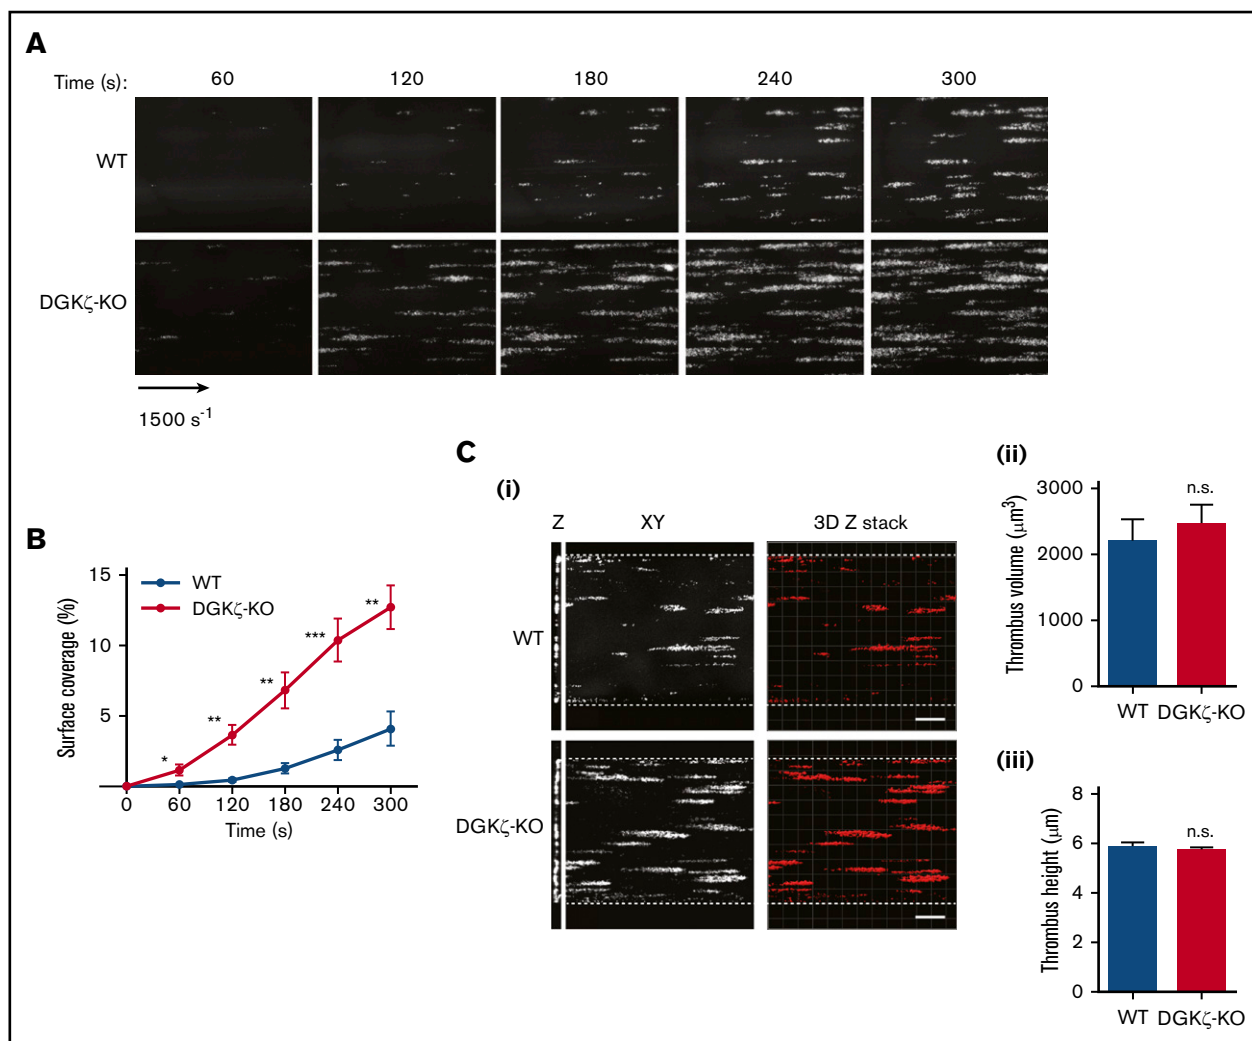 A
Time (s): 60 120 180 240 300
WT
DGKζ-KO
1500 s-1
B
Surface coverage (%)
15
10
5
WT
DGKζ-KO
*
**
**
***
**
0 60 120 180 240 300
Time (s)
C
(i)
Z XY 3D Z stack
WT
DGKζ-KO
(ii)
Thrombus volume (μm3)
3000
2000
1000
0
n.s.
WT DGKζ-KO
(iii)
Thrombus height (μm)
8
6
4
2
0
n.s.
WT DGKζ-KO